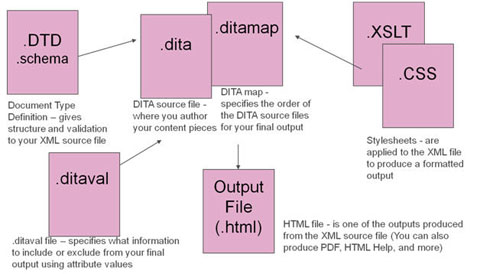 .DTD
.schema
.dita
.ditamap
.XSLT
.CSS
Document Type
Definition – gives
structure and validation
to your XML source file
DITA source file -
where you author
your content pieces
DITA map -
specifies the order of
the DITA source files
for your final output
Stylesheets - are
applied to the XML file
to produce a formatted
output
.ditaval
Output
File
(.html)
.ditaval file – specifies what information
to include or exclude from your final
output using attribute values
HTML file - is one of the outputs produced
from the XML source file (You can also
produce PDF, HTML Help, and more)